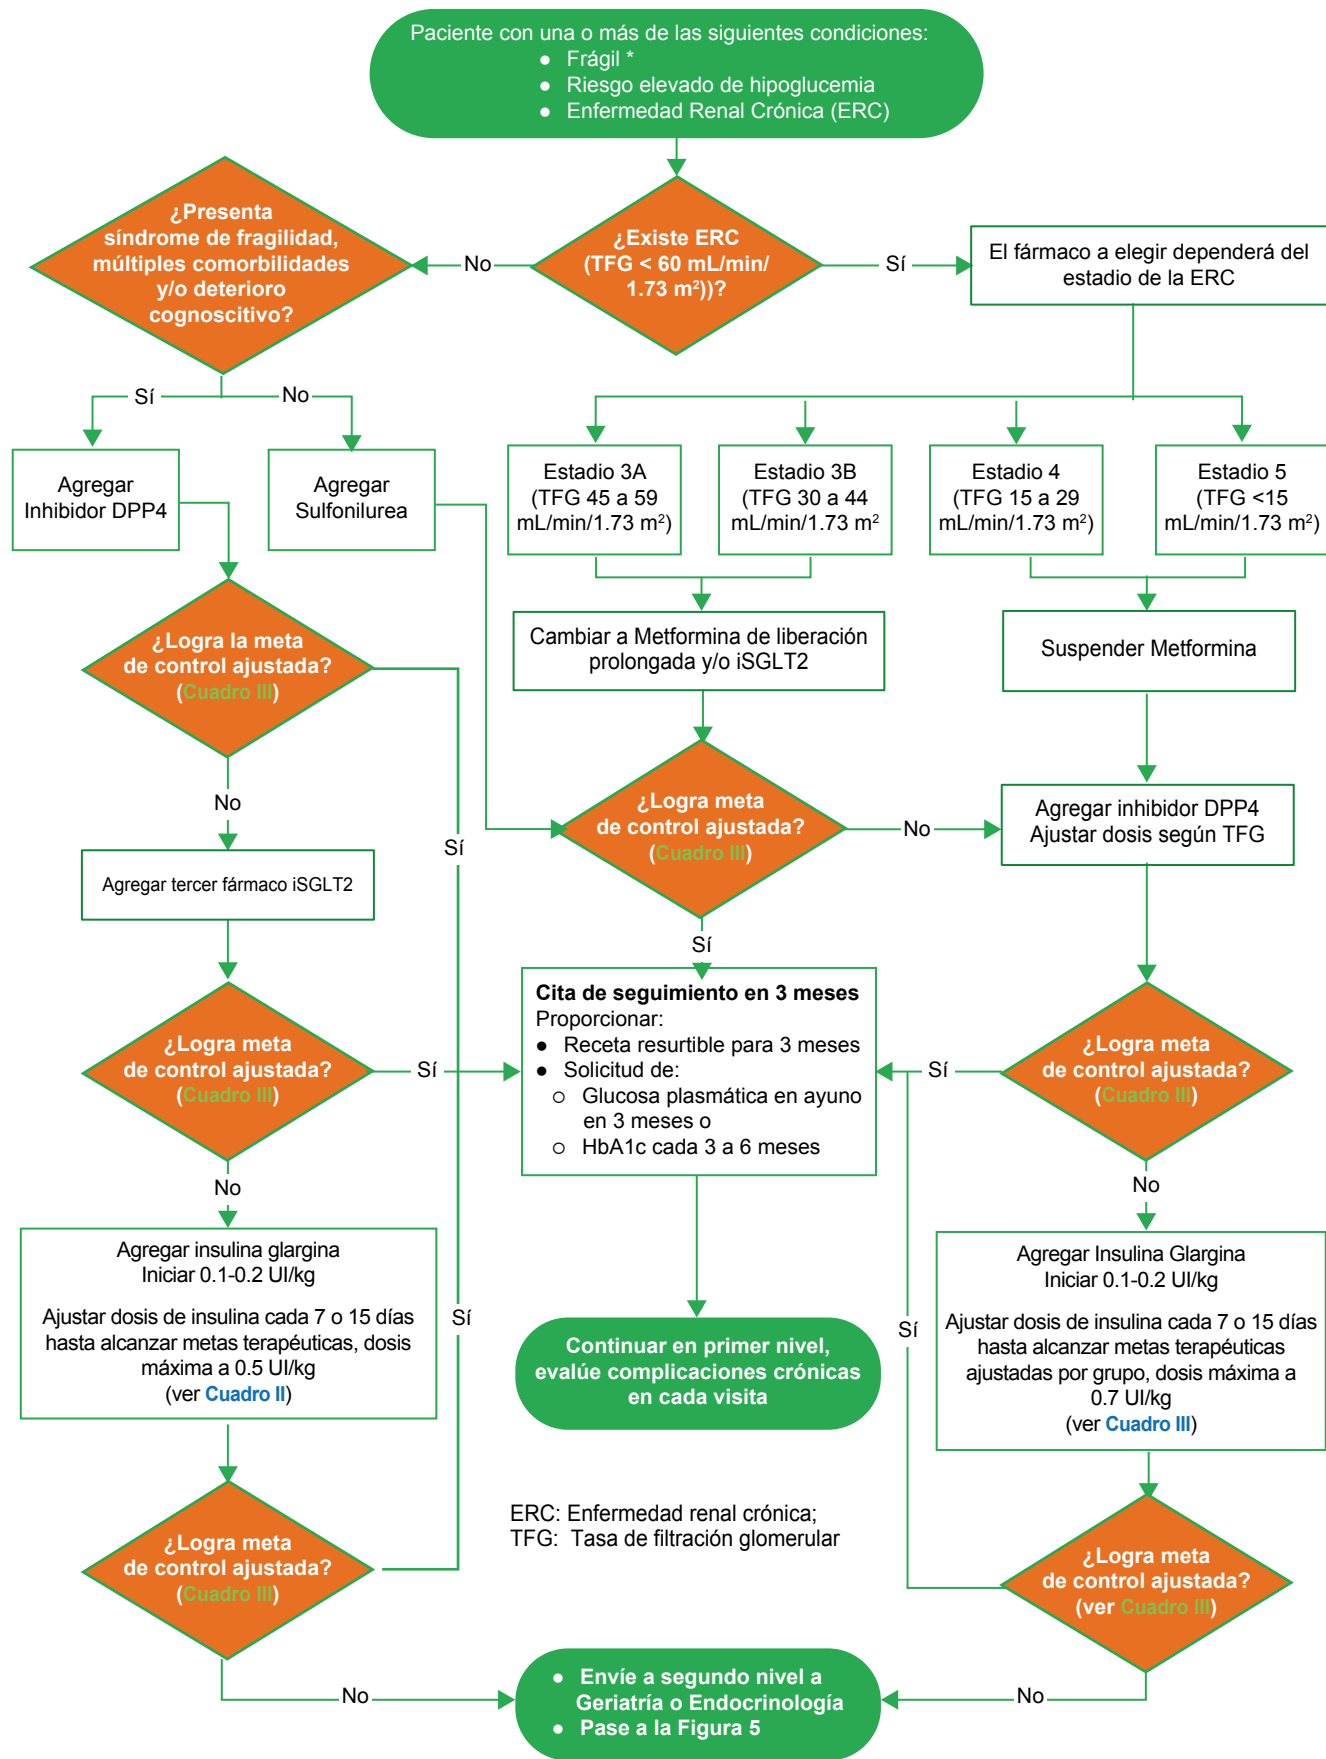 Paciente con una o más de las siguientes condiciones:
● Frágil *
● Riesgo elevado de hipoglucemia
● Enfermedad Renal Crónica (ERC)
¿Existe ERC
(TFG < 60 mL/min/
1.73 m²))?
No
Sí
¿Presenta
síndrome de fragilidad,
múltiples comorbilidades
y/o deterioro
cognoscitivo?
El fármaco a elegir dependerá del
estadio de la ERC
Sí
No
Agregar
Inhibidor DPP4
Agregar
Sulfonilurea
Estadio 3A
(TFG 45 a 59
mL/min/1.73 m²)
Estadio 3B
(TFG 30 a 44
mL/min/1.73 m²
Estadio 4
(TFG 15 a 29
mL/min/1.73 m²)
Estadio 5
(TFG <15
mL/min/1.73 m²)
¿Logra la meta
de control ajustada?
(Cuadro III)
Cambiar a Metformina de liberación
prolongada y/o iSGLT2
Suspender Metformina
No
Sí
Agregar tercer fármaco iSGLT2
¿Logra meta
de control ajustada?
(Cuadro III)
No
Sí
Agregar inhibidor DPP4
Ajustar dosis según TFG
¿Logra meta
de control ajustada?
(Cuadro III)
Sí
No
Cita de seguimiento en 3 meses
Proporcionar:
● Receta resurtible para 3 meses
● Solicitud de:
○ Glucosa plasmática en ayuno
en 3 meses o
○ HbA1c cada 3 a 6 meses
¿Logra meta
de control ajustada?
(Cuadro III)
Sí
No
Agregar insulina glargina
Iniciar 0.1-0.2 UI/kg
Ajustar dosis de insulina cada 7 o 15 días
hasta alcanzar metas terapéuticas, dosis
máxima a 0.5 UI/kg
(ver Cuadro II)
Sí
Continuar en primer nivel,
evalúe complicaciones crónicas
en cada visita
Sí
Agregar Insulina Glargina
Iniciar 0.1-0.2 UI/kg
Ajustar dosis de insulina cada 7 o 15 días
hasta alcanzar metas terapéuticas
ajustadas por grupo, dosis máxima a
0.7 UI/kg
(ver Cuadro III)
¿Logra meta
de control ajustada?
(Cuadro III)
ERC: Enfermedad renal crónica;
TFG: Tasa de filtración glomerular
¿Logra meta
de control ajustada?
(ver Cuadro III)
No
● Envíe a segundo nivel a
Geriatría o Endocrinología
● Pase a la Figura 5
No